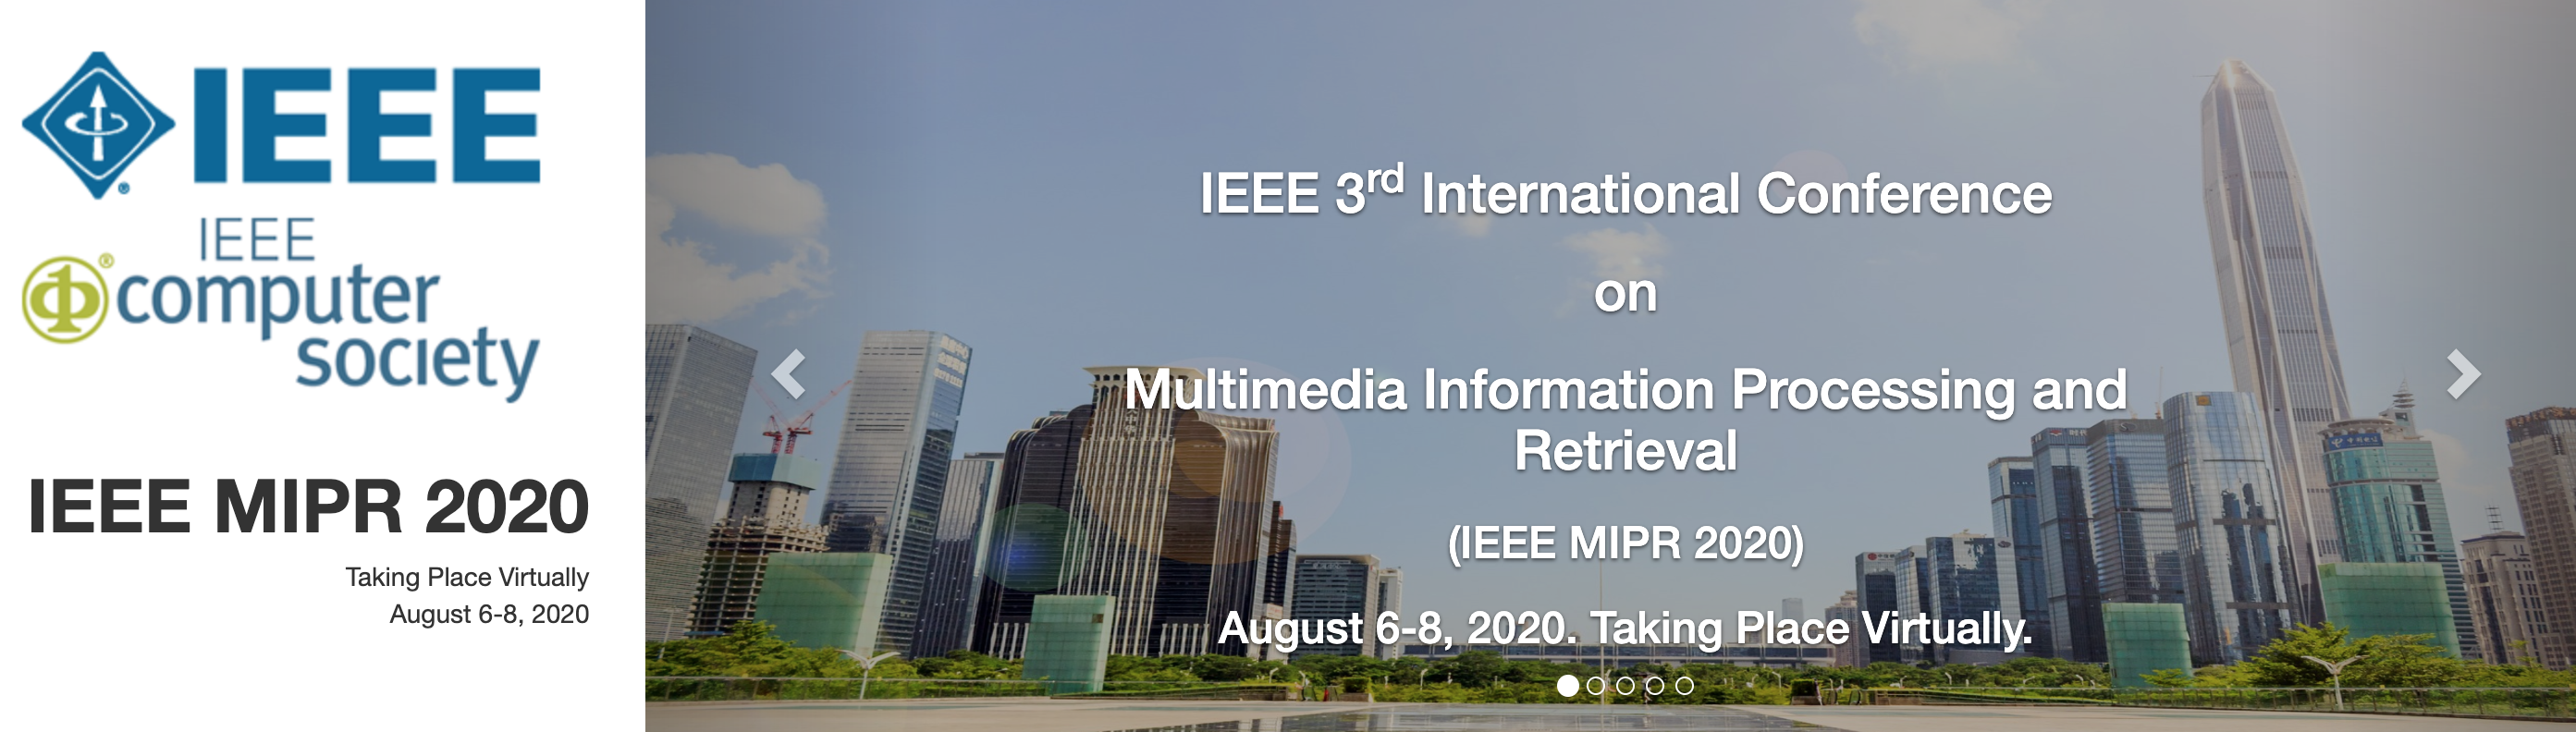 IEEE
IEEE
computer
society
IEEE MIPR 2020
Taking Place Virtually
August 6-8, 2020
IEEE 3rd International Conference
on
Multimedia Information Processing and
Retrieval
(IEEE MIPR 2020)
August 6-8, 2020. Taking Place Virtually.